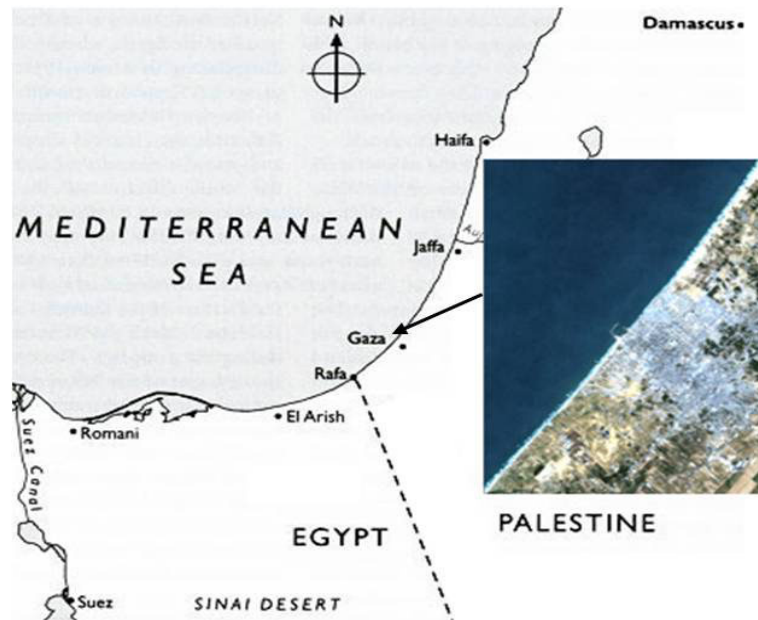 N
Damascus
Haifa
MEDITERRANEAN
SEA
Jaffa
Gaza
Rafa
El Arish
Romani
Suez Canal
PALESTINE
EGYPT
Suez
SINAI DESERT